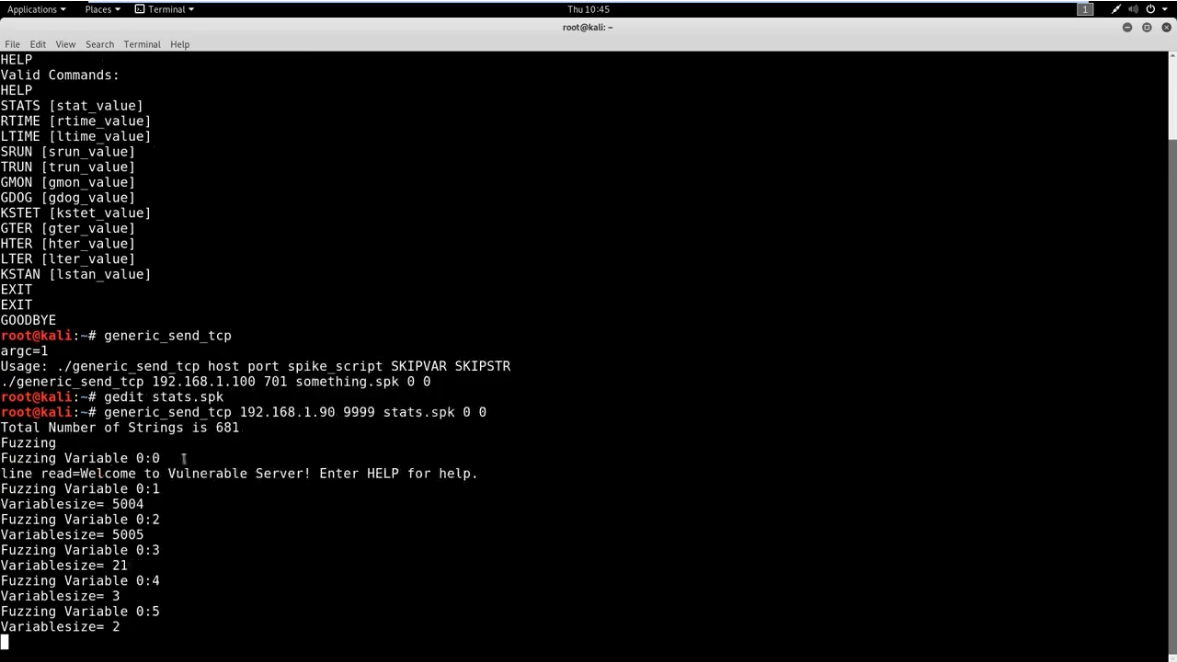 Applications Places Terminal Thu 10:45 1
root@kali: ~
File Edit View Search Terminal Help
HELP
Valid Commands:
HELP
STATS [stat_value]
RTIME [rtime_value]
LTIME [ltime_value]
SRUN [srun_value]
TRUN [trun_value]
GMON [gmon_value]
GDOG [gdog_value]
KSTET [kstet_value]
GTER [gter_value]
HTER [hter_value]
LTER [lter_value]
KSTAN [lstan_value]
EXIT
EXIT
GOODBYE
root@kali:~# generic_send_tcp
argc=1
Usage: ./generic_send_tcp host port spike_script SKIPVAR SKIPSTR
./generic_send_tcp 192.168.1.100 701 something.spk 0 0
root@kali:~# gedit stats.spk
root@kali:~# generic_send_tcp 192.168.1.90 9999 stats.spk 0 0
Total Number of Strings is 681
Fuzzing
Fuzzing Variable 0:0
line read=Welcome to Vulnerable Server! Enter HELP for help.
Fuzzing Variable 0:1
Variablesize= 5004
Fuzzing Variable 0:2
Variablesize= 5005
Fuzzing Variable 0:3
Variablesize= 21
Fuzzing Variable 0:4
Variablesize= 3
Fuzzing Variable 0:5
Variablesize= 2